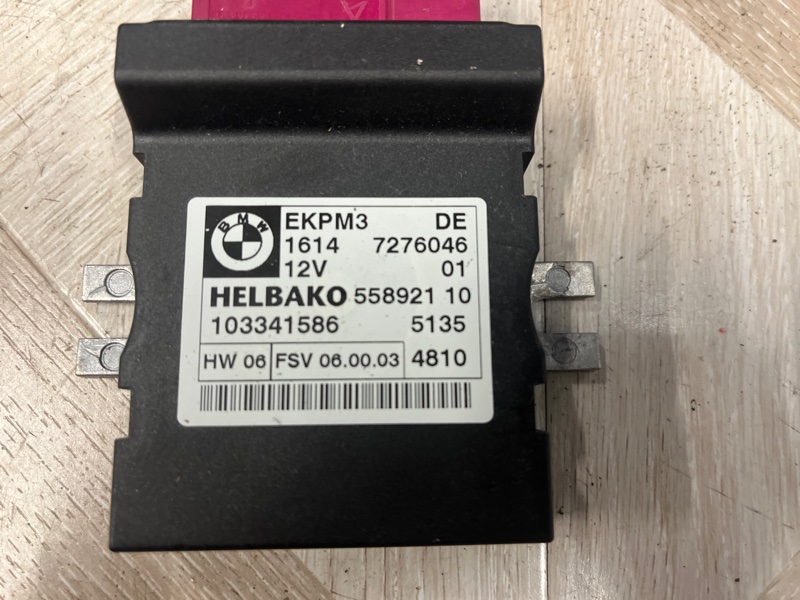 BMW
EKPM3 DE
1614 7276046
12V 01
HELBAKO 558921 10
103341586 5135
HW 06 FSV 06.00.03 4810